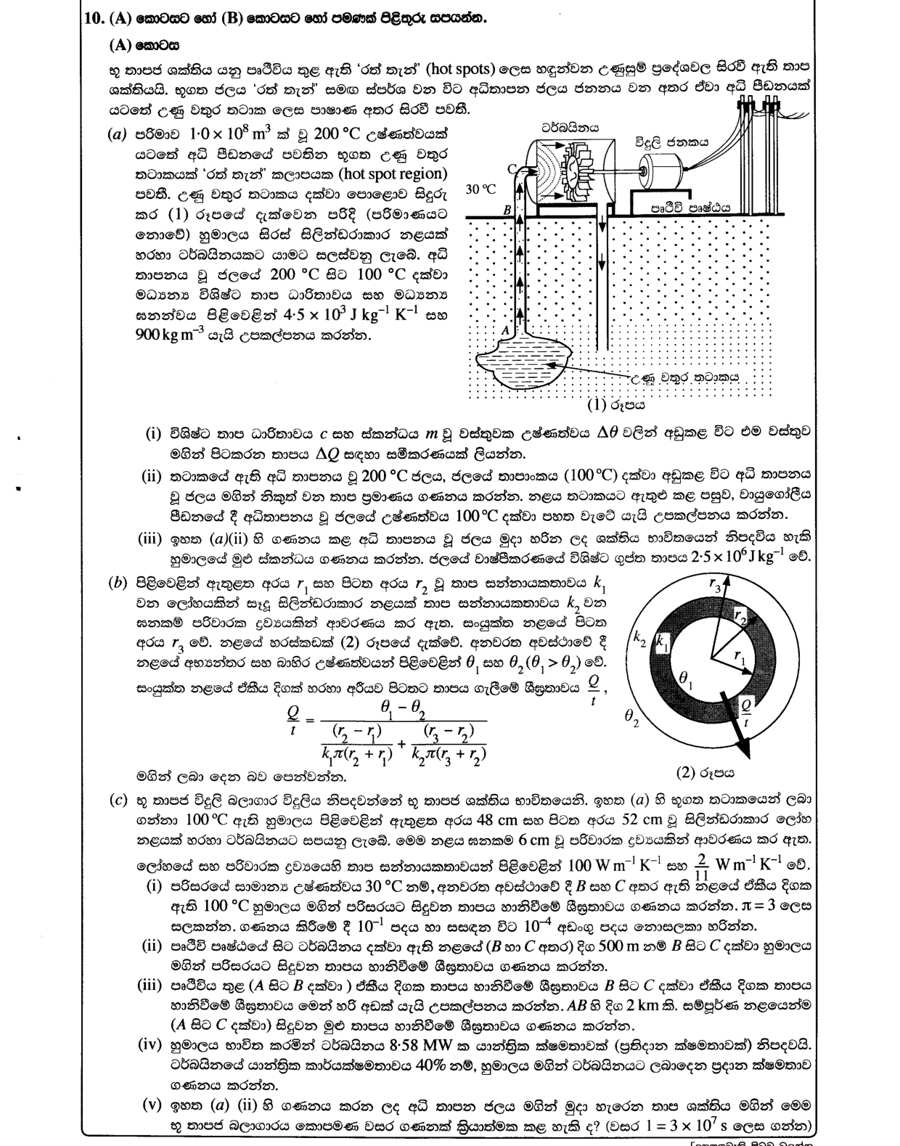 10. (A) කොටසට හෝ (B) කොටසට හෝ පමණක් පිළිතුරු සපයන්න.
(A) කොටස
භූ තාපජ ශක්තිය යනු පෘථිවිය තුළ ඇති 'රත් තැන්' (hot spots) ලෙස හඳුන්වන උණුසුම් ප්‍රදේශවල සිරවී ඇති තාප
ශක්තියයි. භූගත ජලය 'රත් තැන්' සමඟ ස්පර්ශ වන විට අධිතාපන ජලය ජනනය වන අතර ඒවා අධි පීඩනයක්
යටතේ උණු වතුර තටාක ලෙස පාෂාණ අතර සිරවී පවතී.
(a) පරිමාව 1·0 × 10⁸ m³ ක් වූ 200 °C උෂ්ණත්වයක්
යටතේ අධි පීඩනයේ පවතින භූගත උණු වතුර
තටාකයක් 'රත් තැන්' කලාපයක (hot spot region)
පවතී. උණු වතුර තටාකය දක්වා පොළොව සිදුරු
කර (1) රූපයේ දැක්වෙන පරිදි (පරිමාණයට
නොවේ) හුමාලය සිරස් සිලින්ඩරාකාර නළයක්
හරහා ටර්බයිනයකට යාමට සලස්වනු ලැබේ. අධි
තාපනය වූ ජලයේ 200 °C සිට 100 °C දක්වා
මධ්‍යන්‍ය විශිෂ්ට තාප ධාරිතාවය සහ මධ්‍යන්‍ය
ඝනත්වය පිළිවෙළින් 4·5 × 10³ J kg⁻¹ K⁻¹ සහ
900 kg m⁻³ යැයි උපකල්පනය කරන්න.
ටර්බයිනය
විදුලි ජනකය
C
30 °C
B
පෘථිවි පෘෂ්ඨය
A
උණු වතුර තටාකය
(1) රූපය
(i) විශිෂ්ට තාප ධාරිතාවය c සහ ස්කන්ධය m වූ වස්තුවක උෂ්ණත්වය Δθ වලින් අඩුකළ විට එම වස්තුව
මගින් පිටකරන තාපය ΔQ සඳහා සමීකරණයක් ලියන්න.
(ii) තටාකයේ ඇති අධි තාපනය වූ 200 °C ජලය, ජලයේ තාපාංකය (100°C) දක්වා අඩුකළ විට අධි තාපනය
වූ ජලය මගින් නිකුත් වන තාප ප්‍රමාණය ගණනය කරන්න. නළය තටාකයට ඇතුළු කළ පසුව, වායුගෝලීය
පීඩනයේ දී අධිතාපනය වූ ජලයේ උෂ්ණත්වය 100°C දක්වා පහත වැටේ යැයි උපකල්පනය කරන්න.
(iii) ඉහත (a)(ii) හි ගණනය කළ අධි තාපනය වූ ජලය මුදා හරින ලද ශක්තිය භාවිතයෙන් නිපදවිය හැකි
හුමාලයේ මුළු ස්කන්ධය ගණනය කරන්න. ජලයේ වාෂ්පීකරණයේ විශිෂ්ට ගුප්ත තාපය 2·5 × 10⁶ J kg⁻¹ වේ.
(b) පිළිවෙළින් ඇතුළත අරය r₁ සහ පිටත අරය r₂ වූ තාප සන්නායකතාවය k₁
වන ලෝහයකින් සෑදූ සිලින්ඩරාකාර නළයක් තාප සන්නායකතාවය k₂ වන
ඝනකම් පරිවාරක ද්‍රව්‍යයකින් ආවරණය කර ඇත. සංයුක්ත නළයේ පිටත
අරය r₃ වේ. නළයේ හරස්කඩක් (2) රූපයේ දැක්වේ. අනවරත අවස්ථාවේ දී
නළයේ අභ්‍යන්තර සහ බාහිර උෂ්ණත්වයන් පිළිවෙළින් θ₁ සහ θ₂ (θ₁ > θ₂) වේ.
සංයුක්ත නළයේ ඒකීය දිගක් හරහා අරීයව පිටතට තාපය ගැලීමේ ශීඝ්‍රතාවය Q/t ,
Q/t = (θ₁ − θ₂) / ( (r₂ − r₁)/(k₁π(r₂ + r₁)) + (r₃ − r₂)/(k₂π(r₃ + r₂)) )
මගින් ලබා දෙන බව පෙන්වන්න.
r₃
r₂
k₂
k₁
r₁
θ₁
θ₂
Q/t
(2) රූපය
(c) භූ තාපජ විදුලි බලාගාර විදුලිය නිපදවන්නේ භූ තාපජ ශක්තිය භාවිතයෙනි. ඉහත (a) හි භූගත තටාකයෙන් ලබා
ගන්නා 100 °C ඇති හුමාලය පිළිවෙළින් ඇතුළත අරය 48 cm සහ පිටත අරය 52 cm වූ සිලින්ඩරාකාර ලෝහ
නළයක් හරහා ටර්බයිනයට සපයනු ලැබේ. මෙම නළය ඝනකම 6 cm වූ පරිවාරක ද්‍රව්‍යයකින් ආවරණය කර ඇත.
ලෝහයේ සහ පරිවාරක ද්‍රව්‍යයෙහි තාප සන්නායකතාවයන් පිළිවෙළින් 100 W m⁻¹ K⁻¹ සහ 2/11 W m⁻¹ K⁻¹ වේ.
(i) පරිසරයේ සාමාන්‍ය උෂ්ණත්වය 30 °C නම්, අනවරත අවස්ථාවේ දී B සහ C අතර ඇති නළයේ ඒකීය දිගක
ඇති 100 °C හුමාලය මගින් පරිසරයට සිදුවන තාපය හානිවීමේ ශීඝ්‍රතාවය ගණනය කරන්න. π = 3 ලෙස
සලකන්න. ගණනය කිරීමේ දී 10⁻¹ පදය හා සසඳන විට 10⁻⁴ අඩංගු පදය නොසලකා හරින්න.
(ii) පෘථිවි පෘෂ්ඨයේ සිට ටර්බයිනය දක්වා ඇති නළයේ (B හා C අතර) දිග 500 m නම් B සිට C දක්වා හුමාලය
මගින් පරිසරයට සිදුවන තාපය හානිවීමේ ශීඝ්‍රතාවය ගණනය කරන්න.
(iii) පෘථිවිය තුළ (A සිට B දක්වා ) ඒකීය දිගක තාපය හානිවීමේ ශීඝ්‍රතාවය B සිට C දක්වා ඒකීය දිගක තාපය
හානිවීමේ ශීඝ්‍රතාවය මෙන් හරි අඩක් යැයි උපකල්පනය කරන්න. AB හි දිග 2 km කි. සම්පූර්ණ නළයෙන්ම
(A සිට C දක්වා) සිදුවන මුළු තාපය හානිවීමේ ශීඝ්‍රතාවය ගණනය කරන්න.
(iv) හුමාලය භාවිත කරමින් ටර්බයිනය 8·58 MW ක යාන්ත්‍රික ක්ෂමතාවක් (ප්‍රතිදාන ක්ෂමතාවක්) නිපදවයි.
ටර්බයිනයේ යාන්ත්‍රික කාර්යක්ෂමතාවය 40% නම්, හුමාලය මගින් ටර්බයිනයට ලබාදෙන ප්‍රදාන ක්ෂමතාව
ගණනය කරන්න.
(v) ඉහත (a) (ii) හි ගණනය කරන ලද අධි තාපන ජලය මගින් මුදා හැරෙන තාප ශක්තිය මගින් මෙම
භූ තාපජ බලාගාරය කොපමණ වසර ගණනක් ක්‍රියාත්මක කළ හැකි ද? (වසර 1 = 3 × 10⁷ s ලෙස ගන්න)